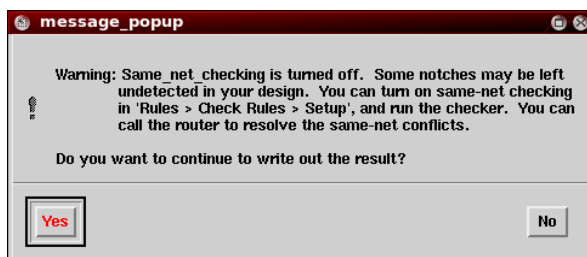 message_popup
Warning: Same_net_checking is turned off. Some notches may be left
undetected in your design. You can turn on same-net checking
in 'Rules > Check Rules > Setup', and run the checker. You can
call the router to resolve the same-net conflicts.
Do you want to continue to write out the result?
Yes No